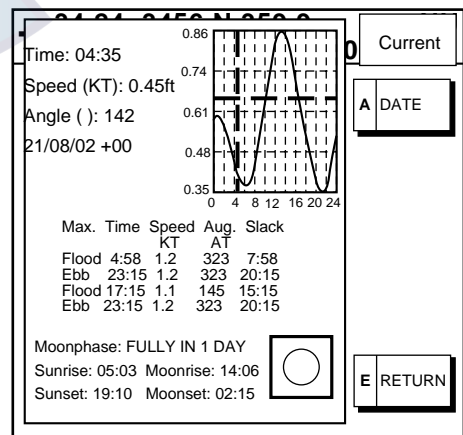 Current
Time: 04:35
Speed (KT): 0.45ft
Angle ( ): 142
21/08/02 +00
0.86
0.74
0.61
0.48
0.35
0 4 8 12 16 20 24
A DATE
Max. Time Speed Aug. Slack
KT AT
Flood 4:58 1.2 323 7:58
Ebb 23:15 1.2 323 20:15
Flood 17:15 1.1 145 15:15
Ebb 23:15 1.2 323 20:15
Moonphase: FULLY IN 1 DAY
Sunrise: 05:03 Moonrise: 14:06
Sunset: 19:10 Moonset: 02:15
E RETURN